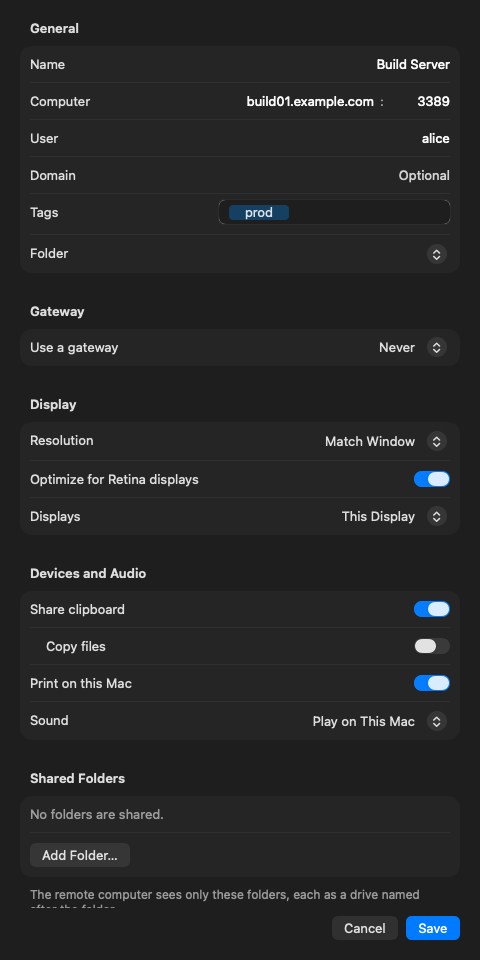 General
Name Build Server
Computer build01.example.com : 3389
User alice
Domain Optional
Tags prod
Folder
Gateway
Use a gateway Never
Display
Resolution Match Window
Optimize for Retina displays
Displays This Display
Devices and Audio
Share clipboard
Copy files
Print on this Mac
Sound Play on This Mac
Shared Folders
No folders are shared.
Add Folder...
The remote computer sees only these folders, each as a drive named
after the folder
Cancel Save